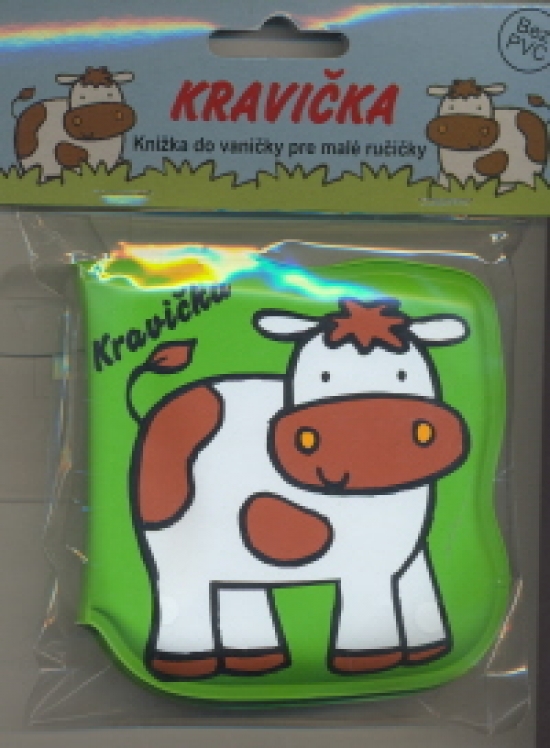 Bez
PVC
KRAVIČKA
Knižka do vaničky pre malé ručičky
Kravička